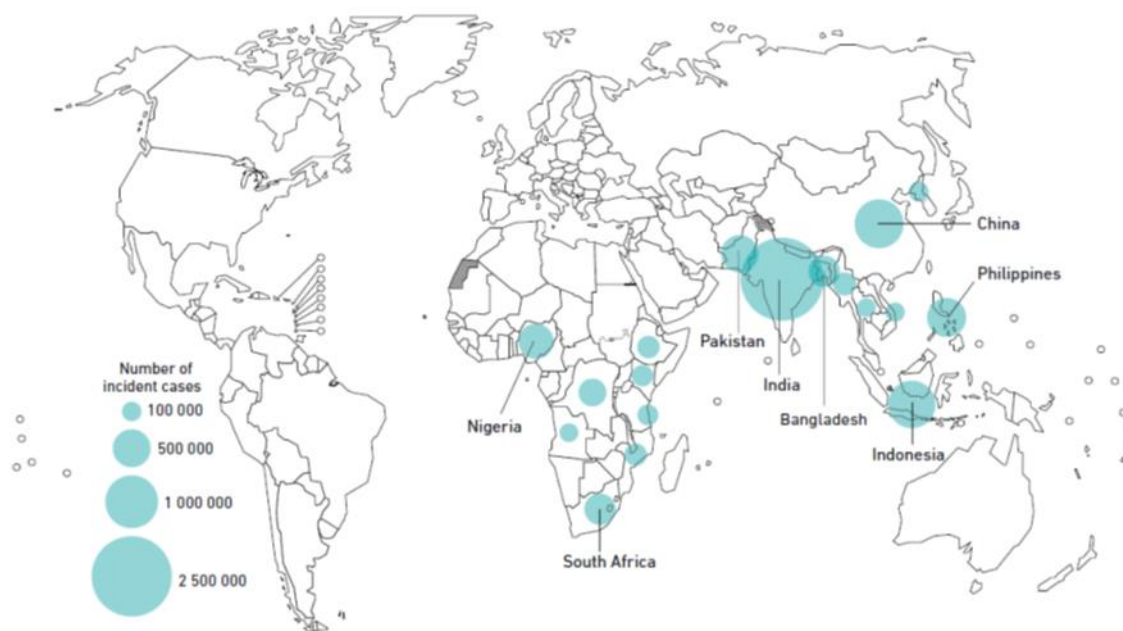 China
Philippines
Pakistan
India
Bangladesh
Indonesia
Nigeria
South Africa
Number of
incident cases
100 000
500 000
1 000 000
2 500 000